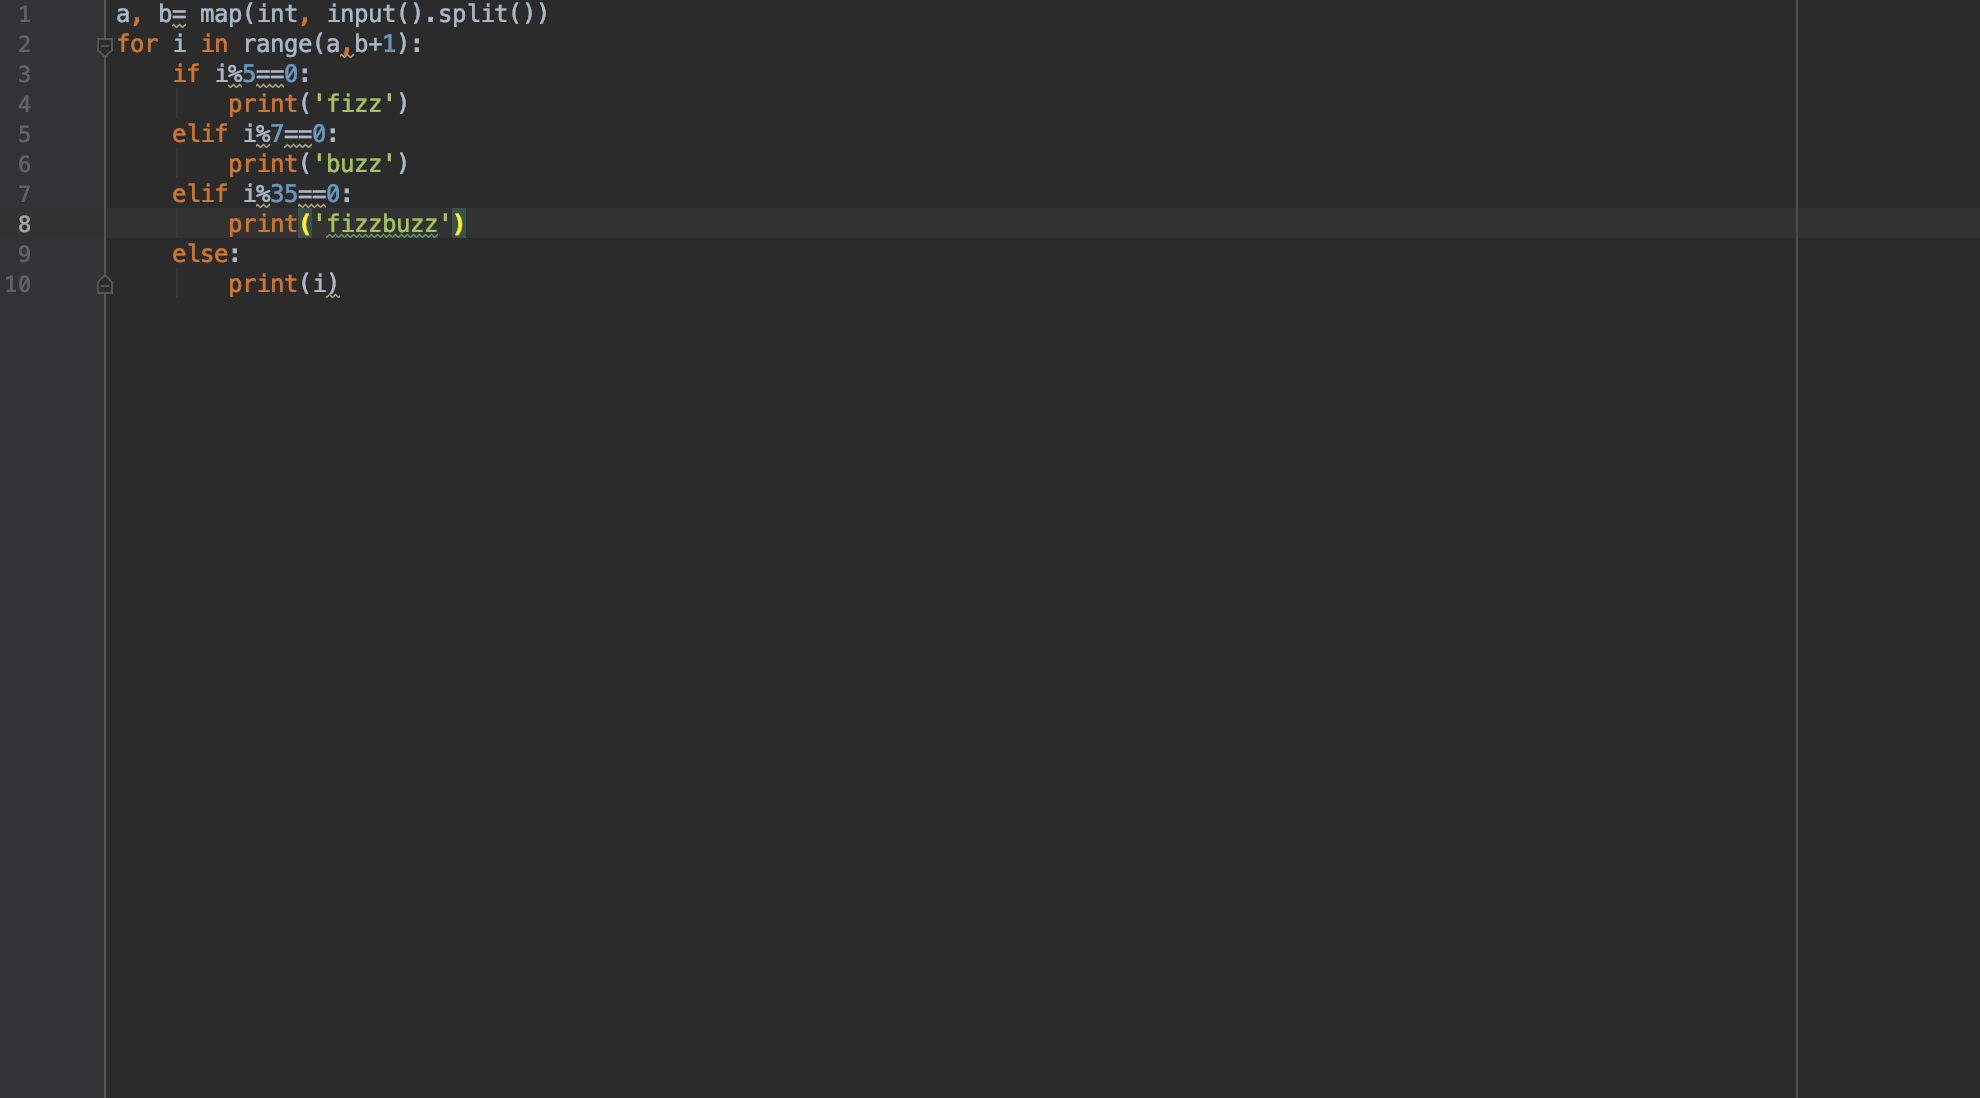 1 a, b= map(int, input().split())
2 for i in range(a,b+1):
3 if i%5==0:
4 print('fizz')
5 elif i%7==0:
6 print('buzz')
7 elif i%35==0:
8 print('fizzbuzz')
9 else:
10 print(i)